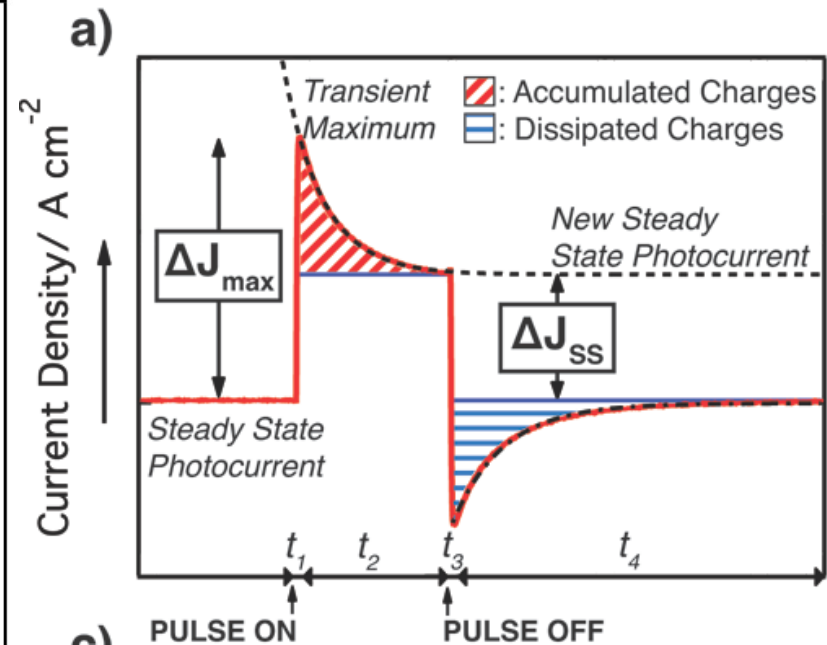 a)
Current Density/ A cm-2
Transient
Maximum
: Accumulated Charges
: Dissipated Charges
ΔJmax
New Steady
State Photocurrent
ΔJSS
Steady State
Photocurrent
t1
t2
t3
t4
PULSE ON
PULSE OFF
c)